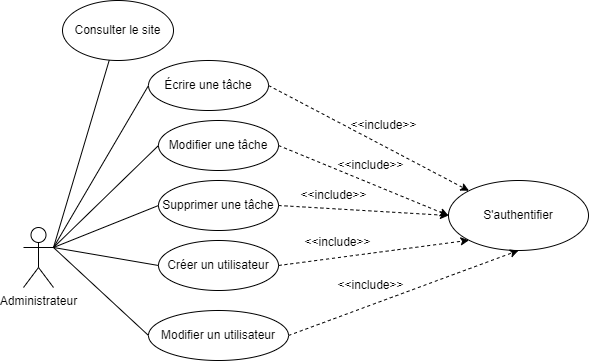 Consulter le site
Écrire une tâche
<<include>>
Modifier une tâche
<<include>>
Supprimer une tâche
<<include>>
S'authentifier
<<include>>
Créer un utilisateur
<<include>>
Administrateur
Modifier un utilisateur